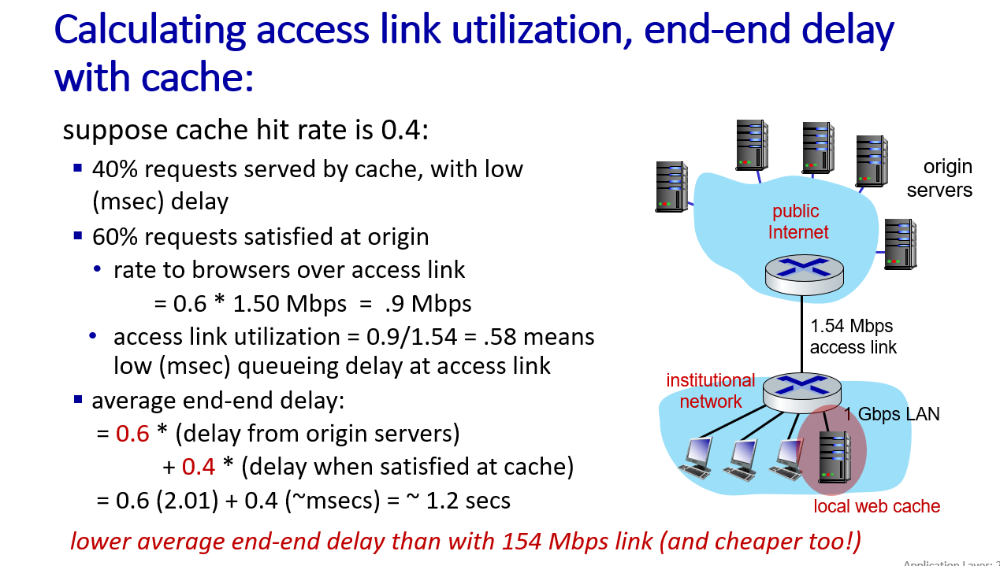 Calculating access link utilization, end-end delay
with cache:
suppose cache hit rate is 0.4:
▪ 40% requests served by cache, with low
(msec) delay
▪ 60% requests satisfied at origin
• rate to browsers over access link
= 0.6 * 1.50 Mbps = .9 Mbps
• access link utilization = 0.9/1.54 = .58 means
low (msec) queueing delay at access link
▪ average end-end delay:
= 0.6 * (delay from origin servers)
+ 0.4 * (delay when satisfied at cache)
= 0.6 (2.01) + 0.4 (~msecs) = ~ 1.2 secs
lower average end-end delay than with 154 Mbps link (and cheaper too!)
origin
servers
public
Internet
1.54 Mbps
access link
institutional
network
1 Gbps LAN
local web cache
Application Layer: 2